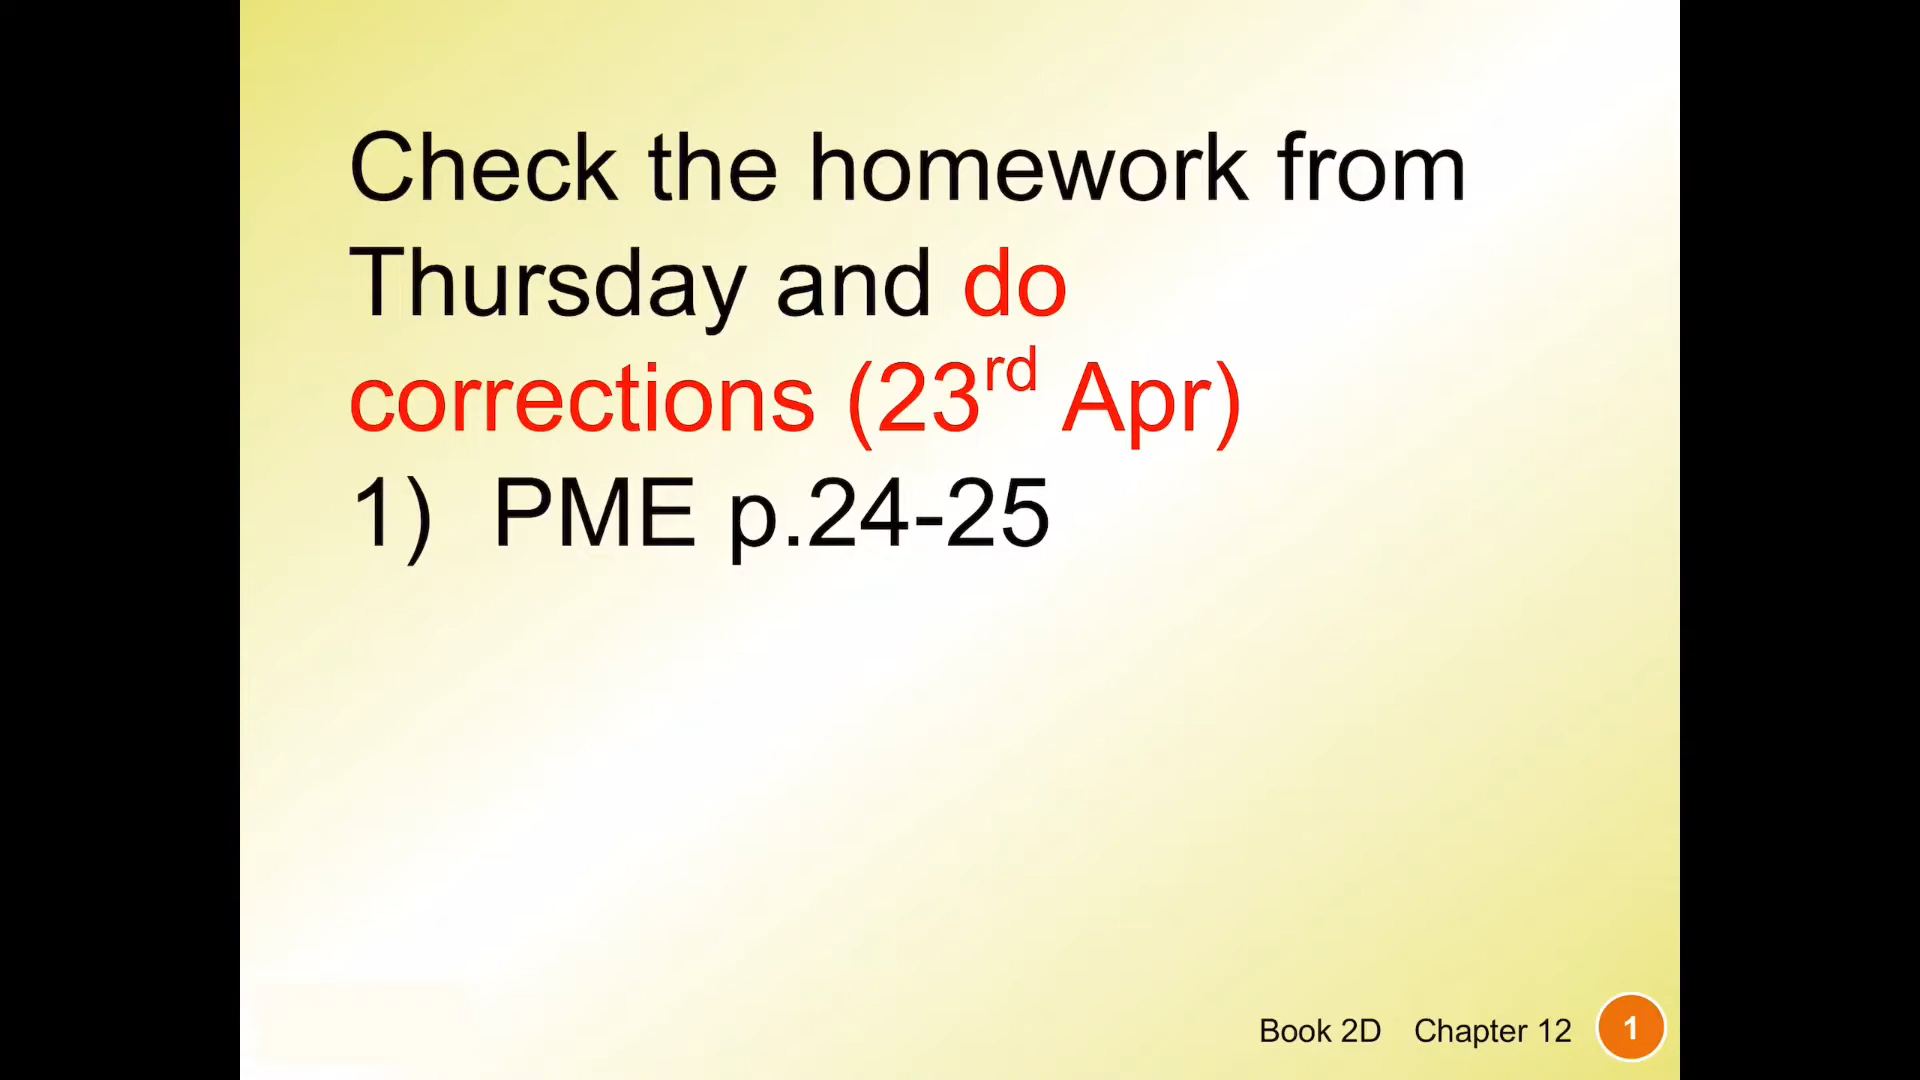 Check the homework from
Thursday and do
corrections (23rd Apr)
1) PME p.24-25
Book 2D Chapter 12 1